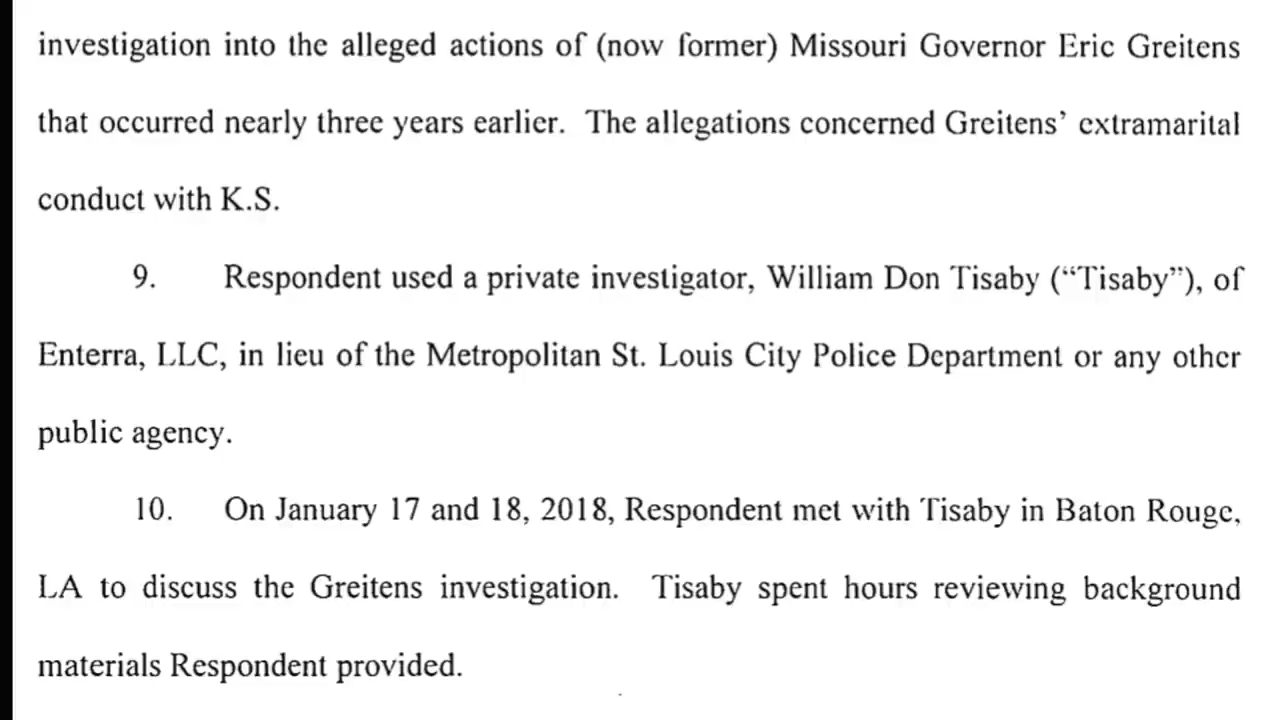 investigation into the alleged actions of (now former) Missouri Governor Eric Greitens
that occurred nearly three years earlier. The allegations concerned Greitens’ extramarital
conduct with K.S.
9. Respondent used a private investigator, William Don Tisaby (“Tisaby”), of
Enterra, LLC, in lieu of the Metropolitan St. Louis City Police Department or any other
public agency.
10. On January 17 and 18, 2018, Respondent met with Tisaby in Baton Rouge,
LA to discuss the Greitens investigation. Tisaby spent hours reviewing background
materials Respondent provided.